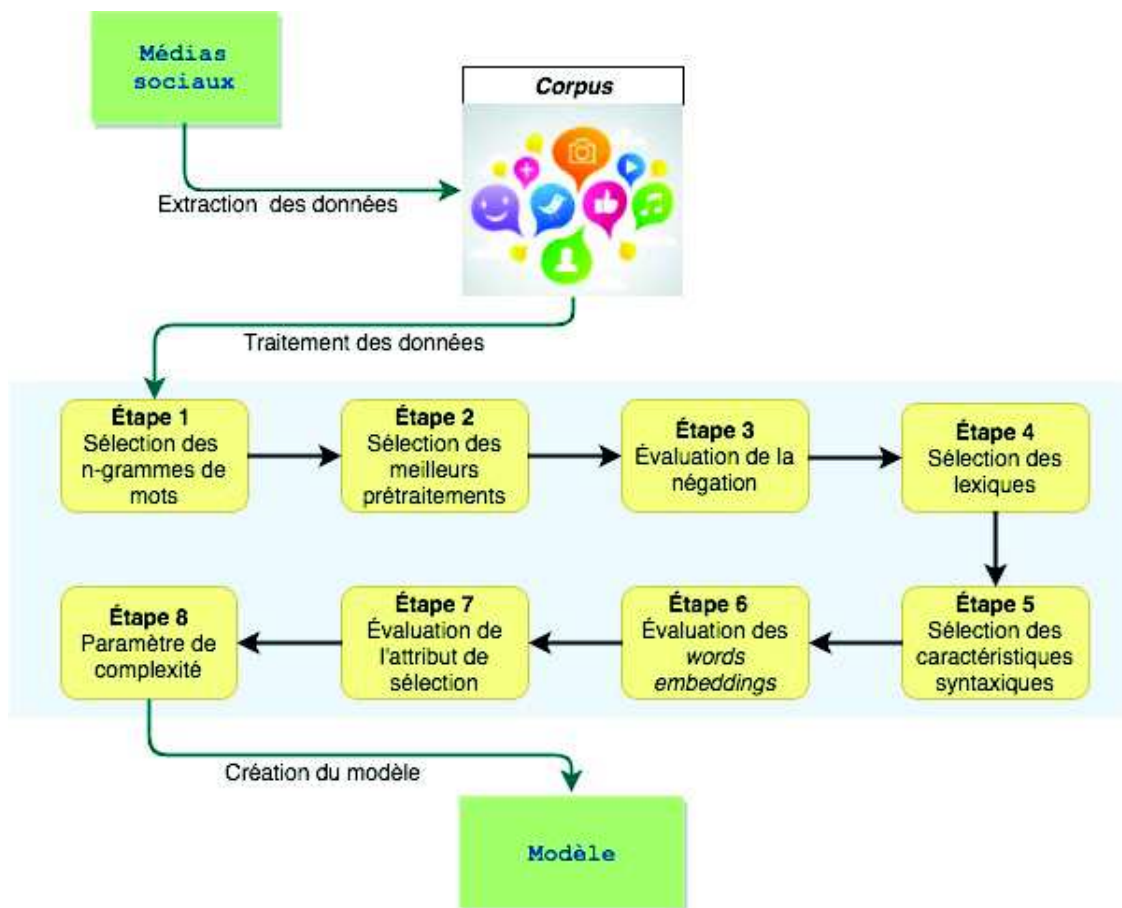 Médias
sociaux
Corpus
Extraction des données
Traitement des données
Étape 1
Sélection des
n-grammes de
mots
Étape 2
Sélection des
meilleurs
prétraitements
Étape 3
Évaluation de la
négation
Étape 4
Sélection des
lexiques
Étape 5
Sélection des
caractéristiques
syntaxiques
Étape 6
Évaluation des
words
embeddings
Étape 7
Évaluation de
l'attribut de
sélection
Étape 8
Paramètre de
complexité
Création du modèle
Modèle